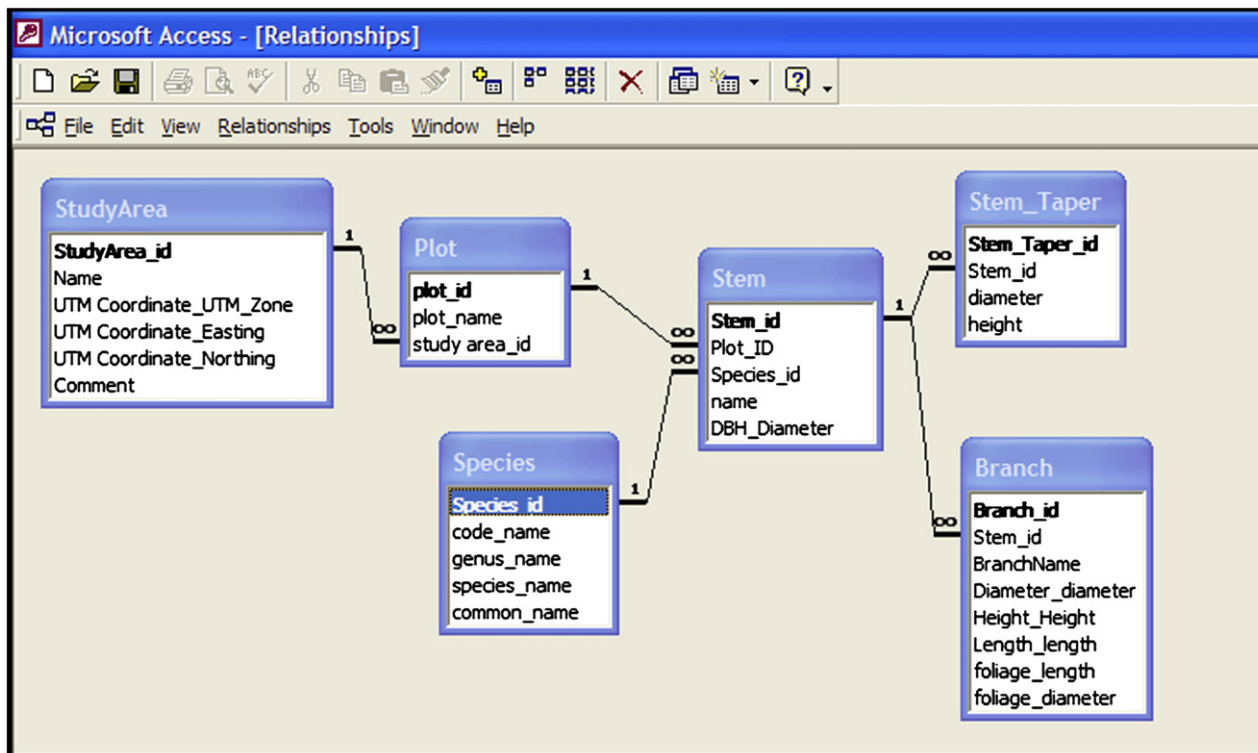 Microsoft Access - [Relationships]
ABC
File Edit View Relationships Tools Window Help
StudyArea
StudyArea_id
Name
UTM Coordinate_UTM_Zone
UTM Coordinate_Easting
UTM Coordinate_Northing
Comment
1
∞
Plot
plot_id
plot_name
study area_id
1
∞
∞
Species
Species_id
code_name
genus_name
species_name
common_name
1
Stem
Stem_id
Plot_ID
Species_id
name
DBH_Diameter
1
∞
∞
Stem_Taper
Stem_Taper_id
Stem_id
diameter
height
Branch
Branch_id
Stem_id
BranchName
Diameter_diameter
Height_Height
Length_length
foliage_length
foliage_diameter